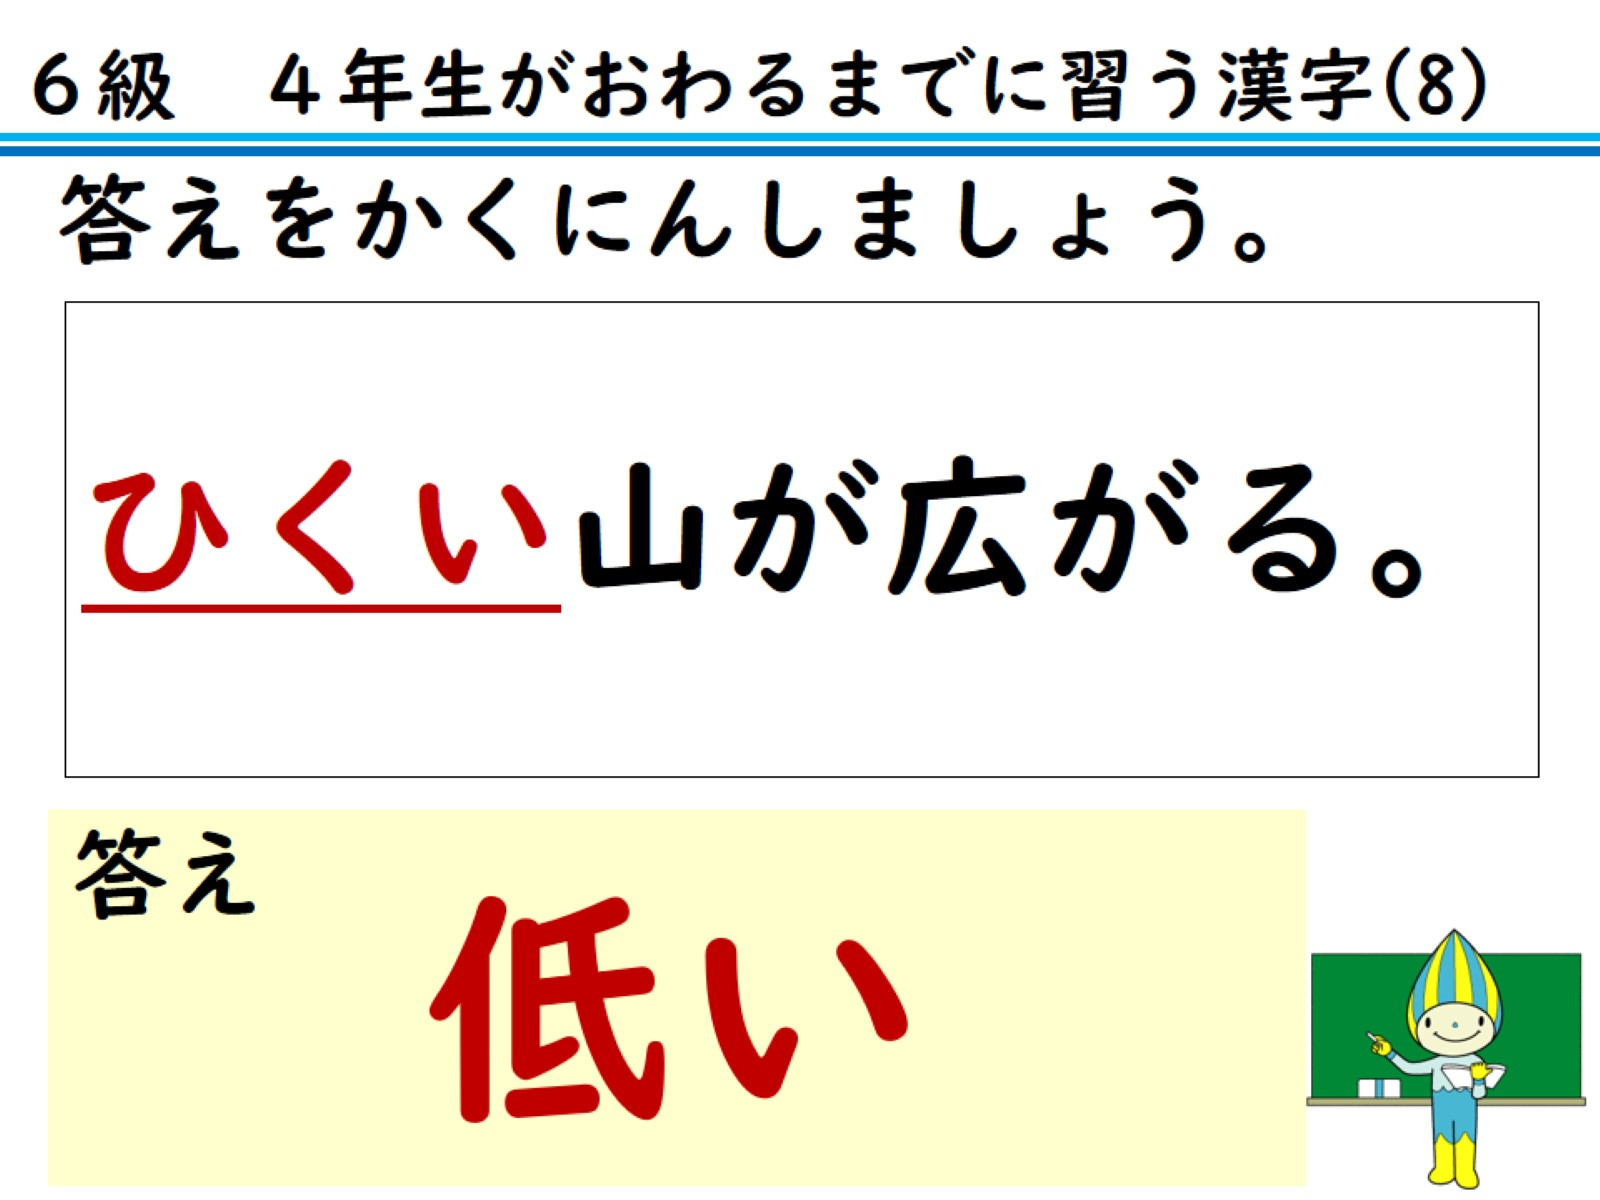 ６級　４年生がおわるまでに習う漢字(8)
答えをかくにんしましょう。
ひくい山が広がる。
答え
低い